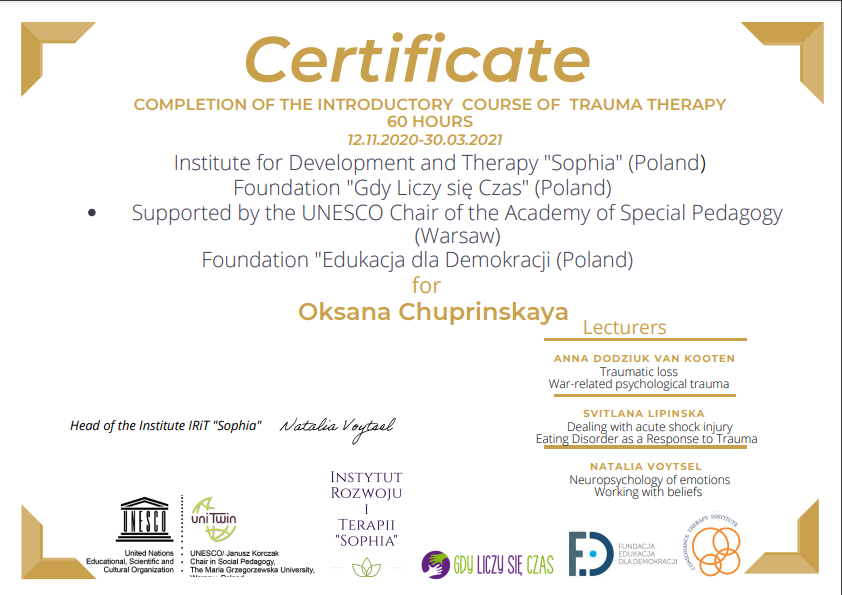 Certificate
COMPLETION OF THE INTRODUCTORY COURSE OF TRAUMA THERAPY
60 HOURS
12.11.2020-30.03.2021
Institute for Development and Therapy "Sophia" (Poland)
Foundation "Gdy Liczy się Czas" (Poland)
• Supported by the UNESCO Chair of the Academy of Special Pedagogy
(Warsaw)
Foundation "Edukacja dla Demokracji (Poland)
for
Oksana Chuprinskaya
Lecturers
ANNA DODZIUK VAN KOOTEN
Traumatic loss
War-related psychological trauma
SVITLANA LIPINSKA
Dealing with acute shock injury
Eating Disorder as a Response to Trauma
NATALIA VOYTSEL
Neuropsychology of emotions
Working with beliefs
Head of the Institute IRiT "Sophia" Natalia Voytsel
UNESCO
United Nations
Educational, Scientific and
Cultural Organization
uniTwin
UNESCO/ Janusz Korczak
Chair in Social Pedagogy,
The Maria Grzegorzewska University,
Warsaw, Poland
INSTYTUT
ROZWOJU
I
TERAPII
"SOPHIA"
GDY LICZY SIĘ CZAS
FUNDACJA
EDUKACJA
DLA DEMOKRACJI
CONSONANCE THERAPY INSTITUTE